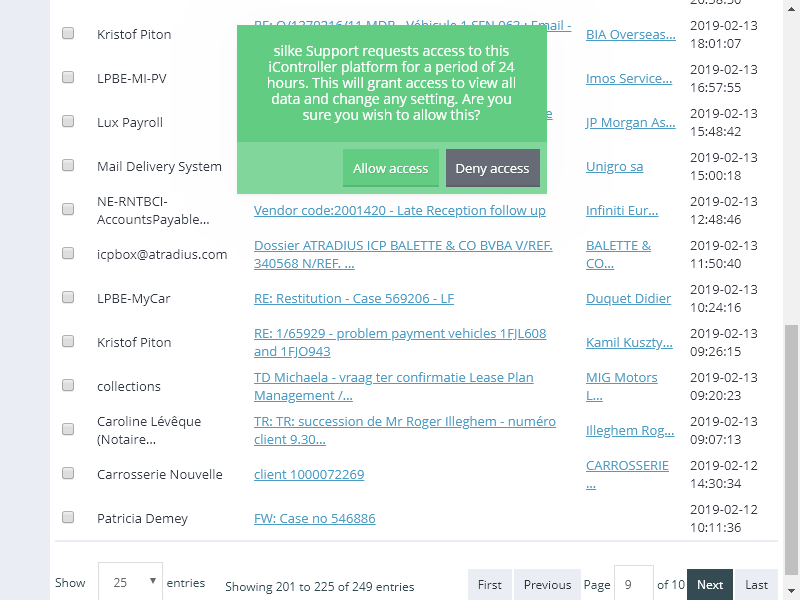 20:58:50
Kristof Piton
RE: O/1270216/11 MDP - Véhicule 1 SFN 063 : Email -
BIA Overseas...
2019-02-13
18:01:07
silke Support requests access to this
iController platform for a period of 24
hours. This will grant access to view all
data and change any setting. Are you
sure you wish to allow this?
Allow access
Deny access
LPBE-MI-PV
Imos Service...
2019-02-13
16:57:55
Lux Payroll
JP Morgan As...
2019-02-13
15:48:42
Mail Delivery System
Unigro sa
2019-02-13
15:00:18
NE-RNTBCI-
AccountsPayable...
Vendor code:2001420 - Late Reception follow up
Infiniti Eur...
2019-02-13
12:48:46
icpbox@atradius.com
Dossier ATRADIUS ICP BALETTE & CO BVBA V/REF.
340568 N/REF. ...
BALETTE &
CO...
2019-02-13
11:50:40
LPBE-MyCar
RE: Restitution - Case 569206 - LF
Duquet Didier
2019-02-13
10:24:16
Kristof Piton
RE: 1/65929 - problem payment vehicles 1FJL608
and 1FJO943
Kamil Kuszty...
2019-02-13
09:26:15
collections
TD Michaela - vraag ter confirmatie Lease Plan
Management /...
MIG Motors
L...
2019-02-13
09:20:23
Caroline Lévêque
(Notaire...
TR: TR: succession de Mr Roger Illeghem - numéro
client 9.30...
Illeghem Rog...
2019-02-13
09:07:13
Carrosserie Nouvelle
client 1000072269
CARROSSERIE
...
2019-02-12
14:30:34
Patricia Demey
FW: Case no 546886
2019-02-12
10:11:36
Show 25 entries
Showing 201 to 225 of 249 entries
First Previous Page 9 of 10 Next Last